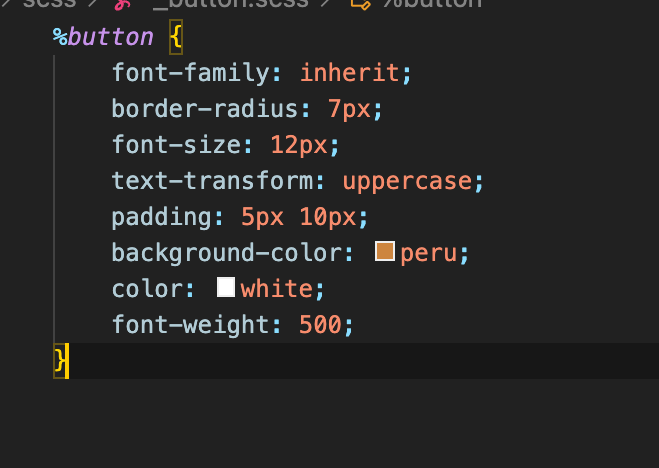 scss _button.scss %button
%button {
font-family: inherit;
border-radius: 7px;
font-size: 12px;
text-transform: uppercase;
padding: 5px 10px;
background-color: peru;
color: white;
font-weight: 500;
}